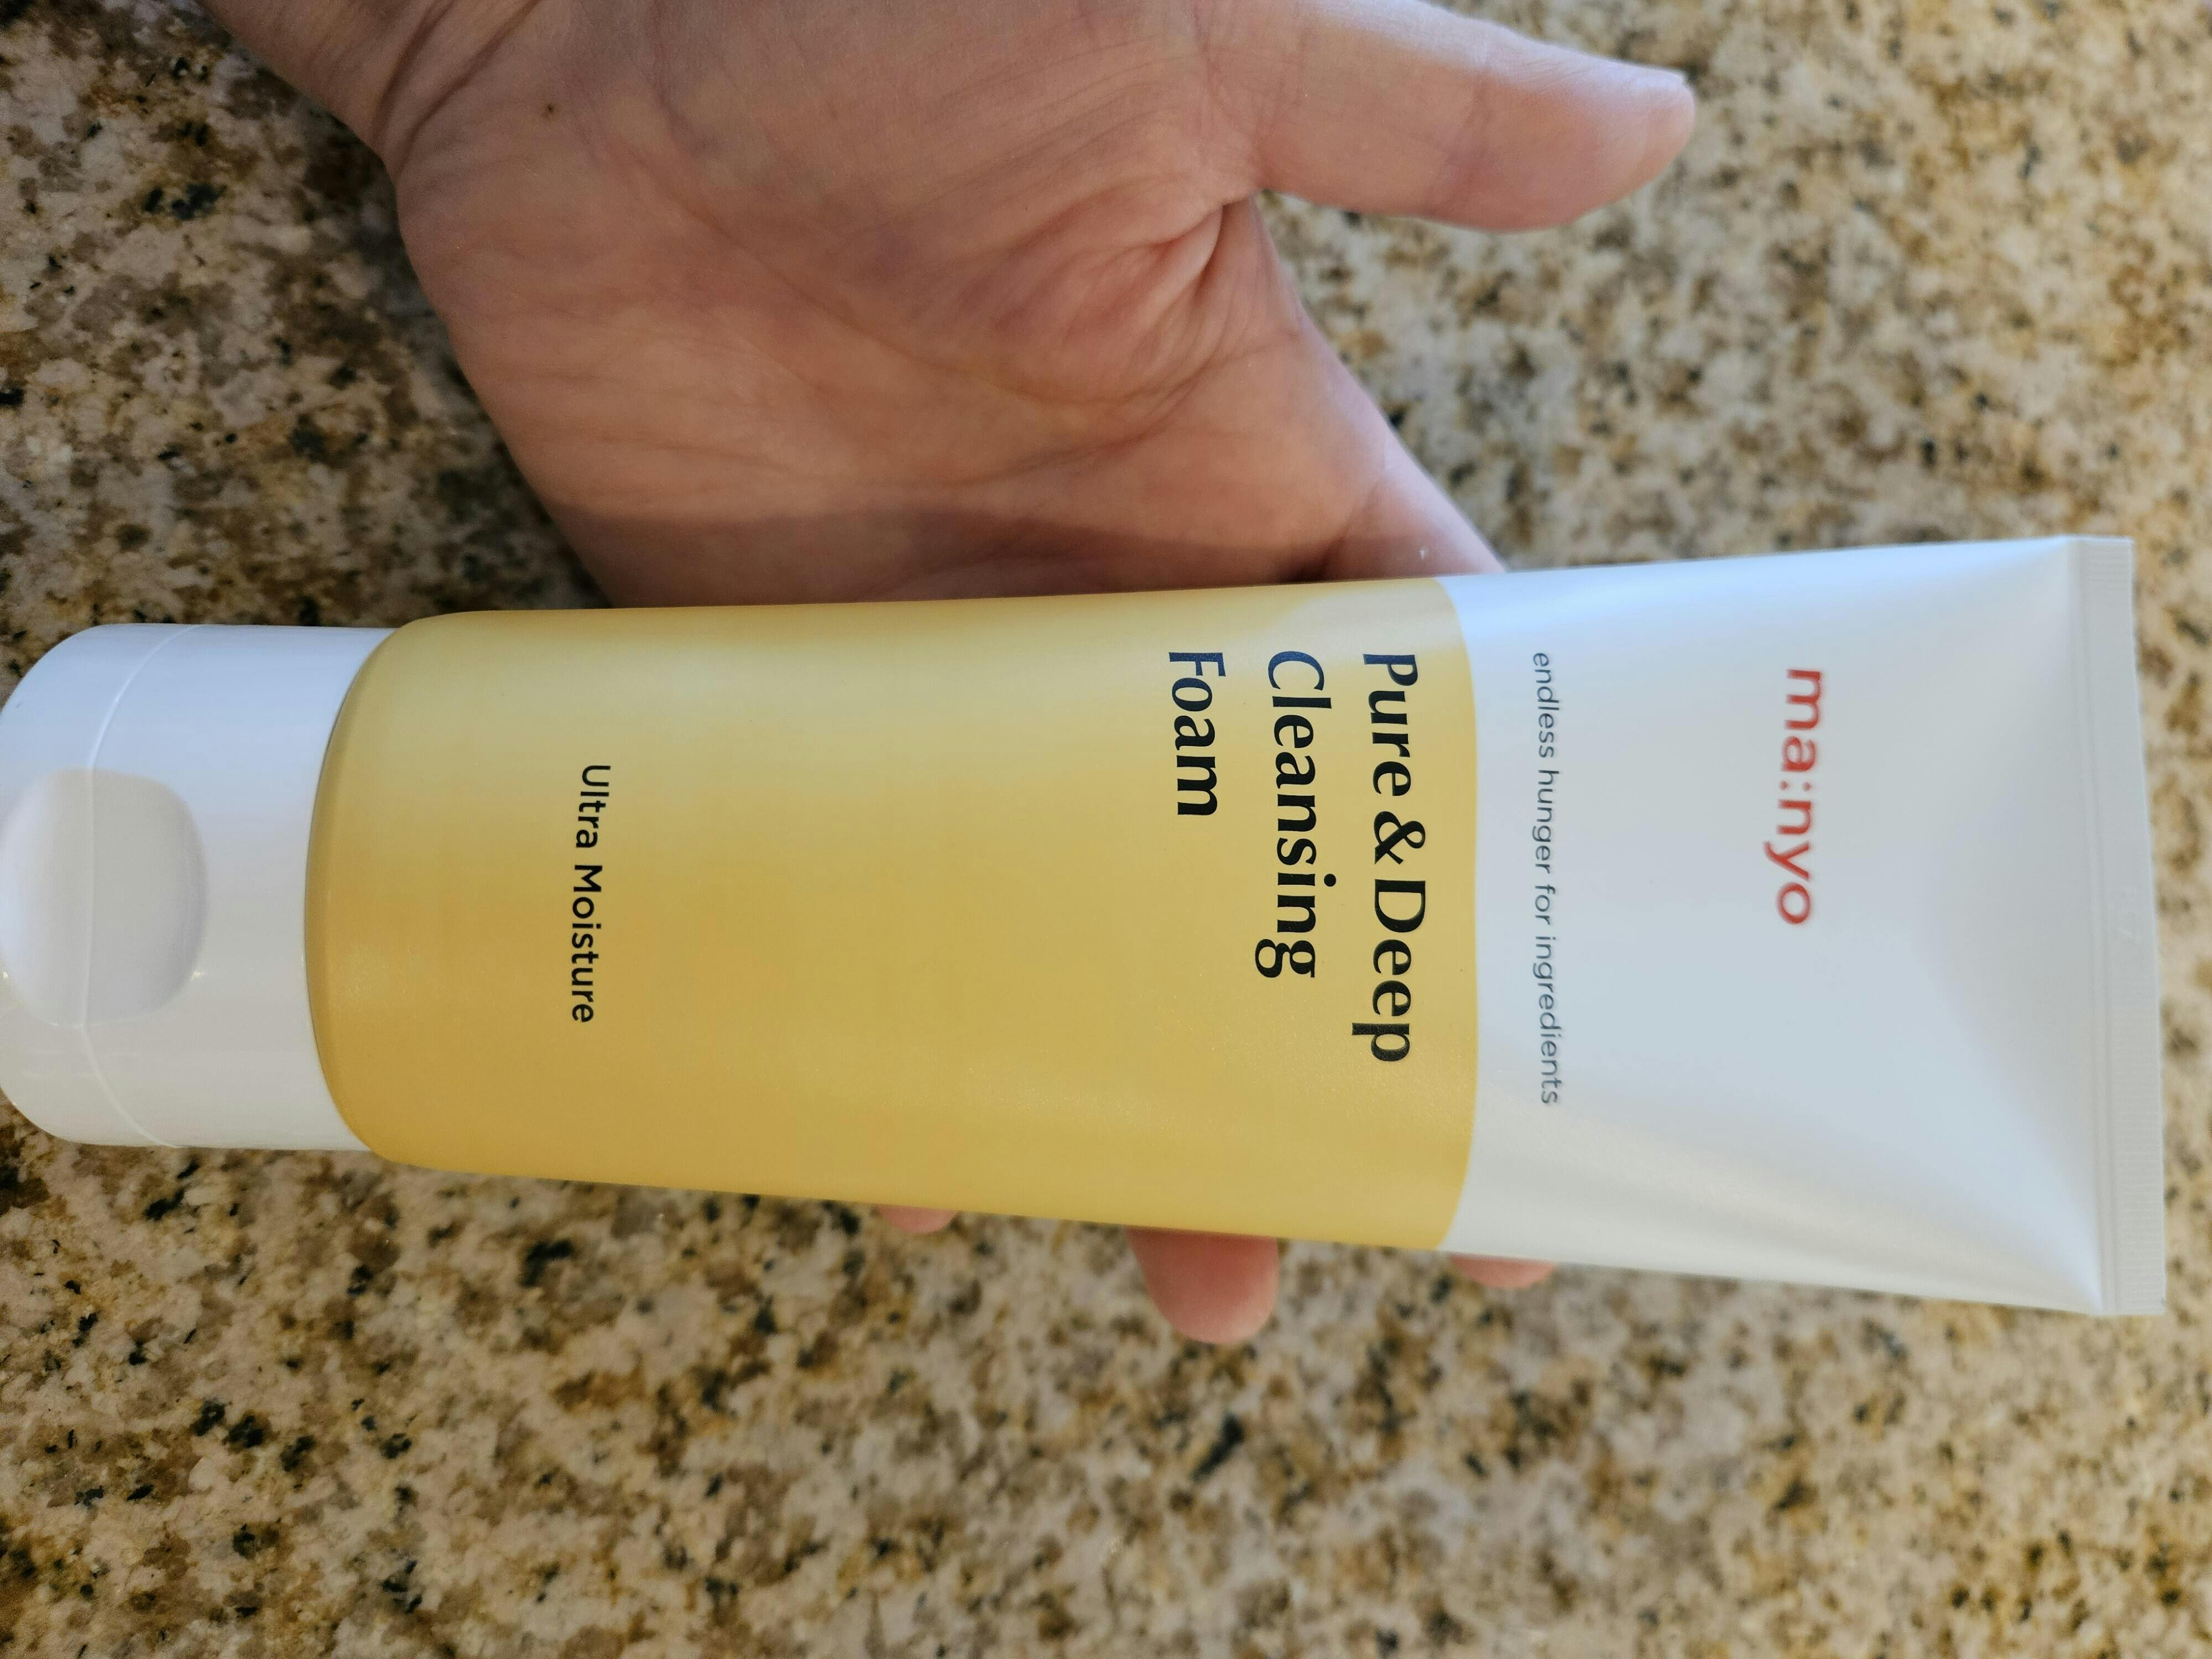 ma:nyo
endless hunger for ingredients
Pure & Deep
Cleansing
Foam
Ultra Moisture